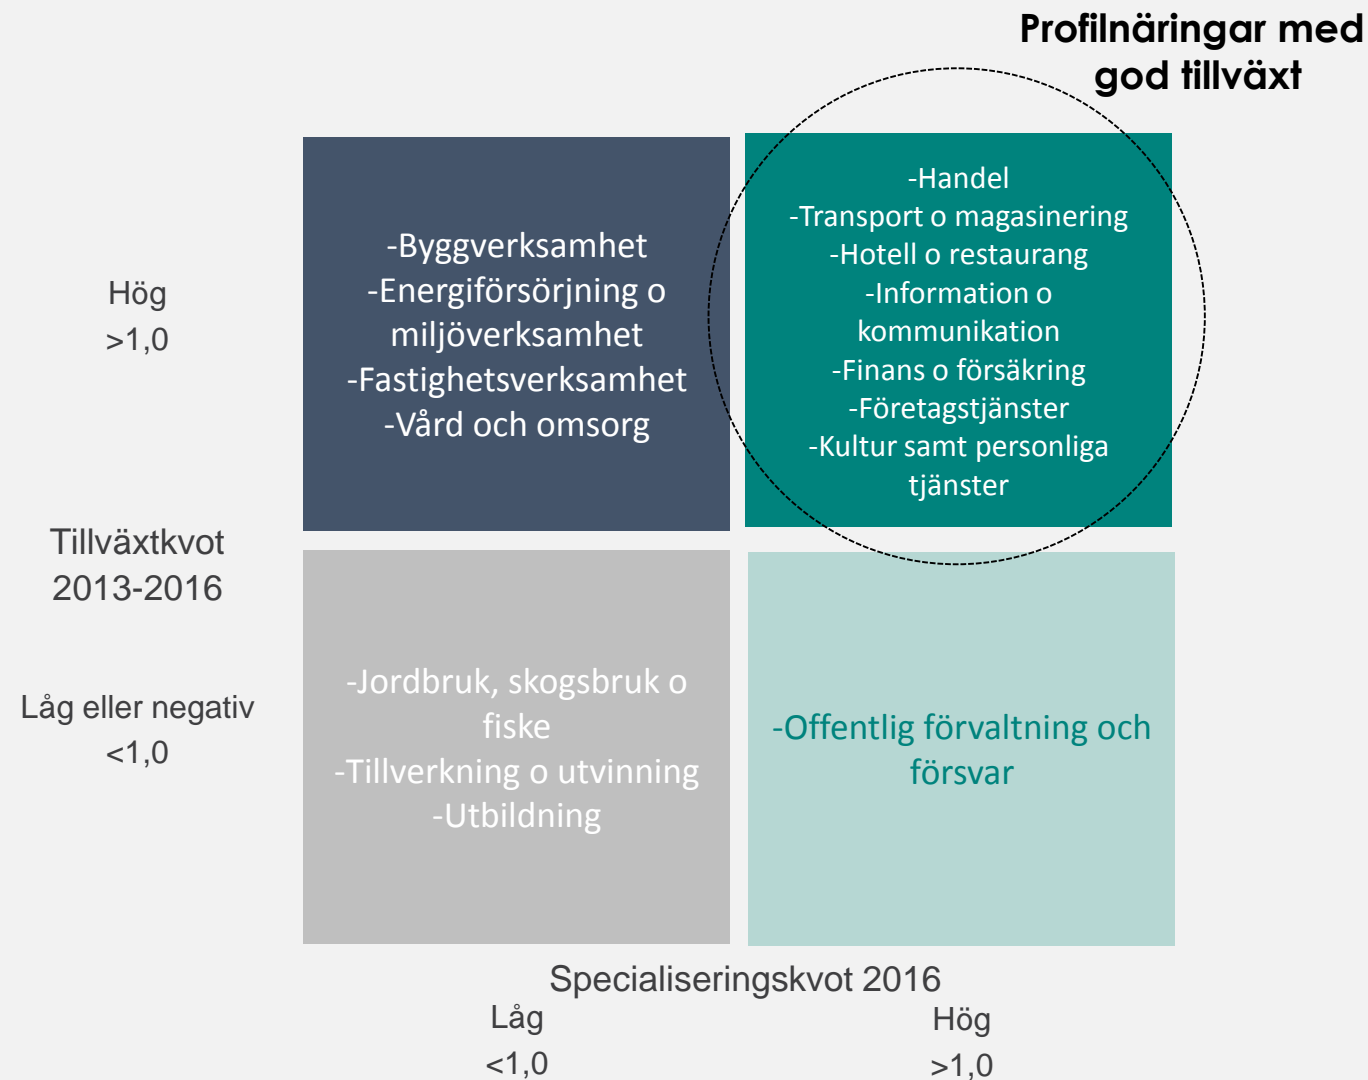 Profilnäringar med
god tillväxt
Hög
>1,0
-Byggverksamhet
-Energiförsörjning o
miljöverksamhet
-Fastighetsverksamhet
-Vård och omsorg
-Handel
-Transport o magasinering
-Hotell o restaurang
-Information o
kommunikation
-Finans o försäkring
-Företagstjänster
-Kultur samt personliga
tjänster
Tillväxtkvot
2013-2016
Låg eller negativ
<1,0
-Jordbruk, skogsbruk o
fiske
-Tillverkning o utvinning
-Utbildning
-Offentlig förvaltning och
försvar
Specialiseringskvot 2016
Låg
<1,0
Hög
>1,0